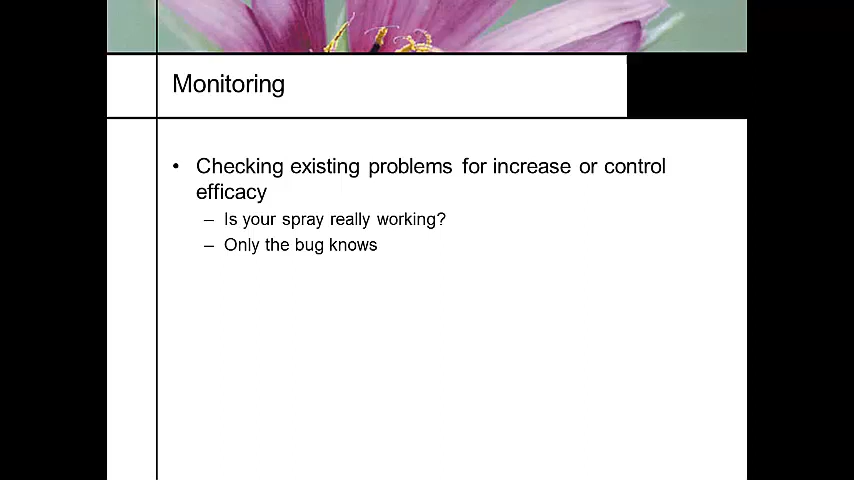 Monitoring
• Checking existing problems for increase or control
efficacy
– Is your spray really working?
– Only the bug knows